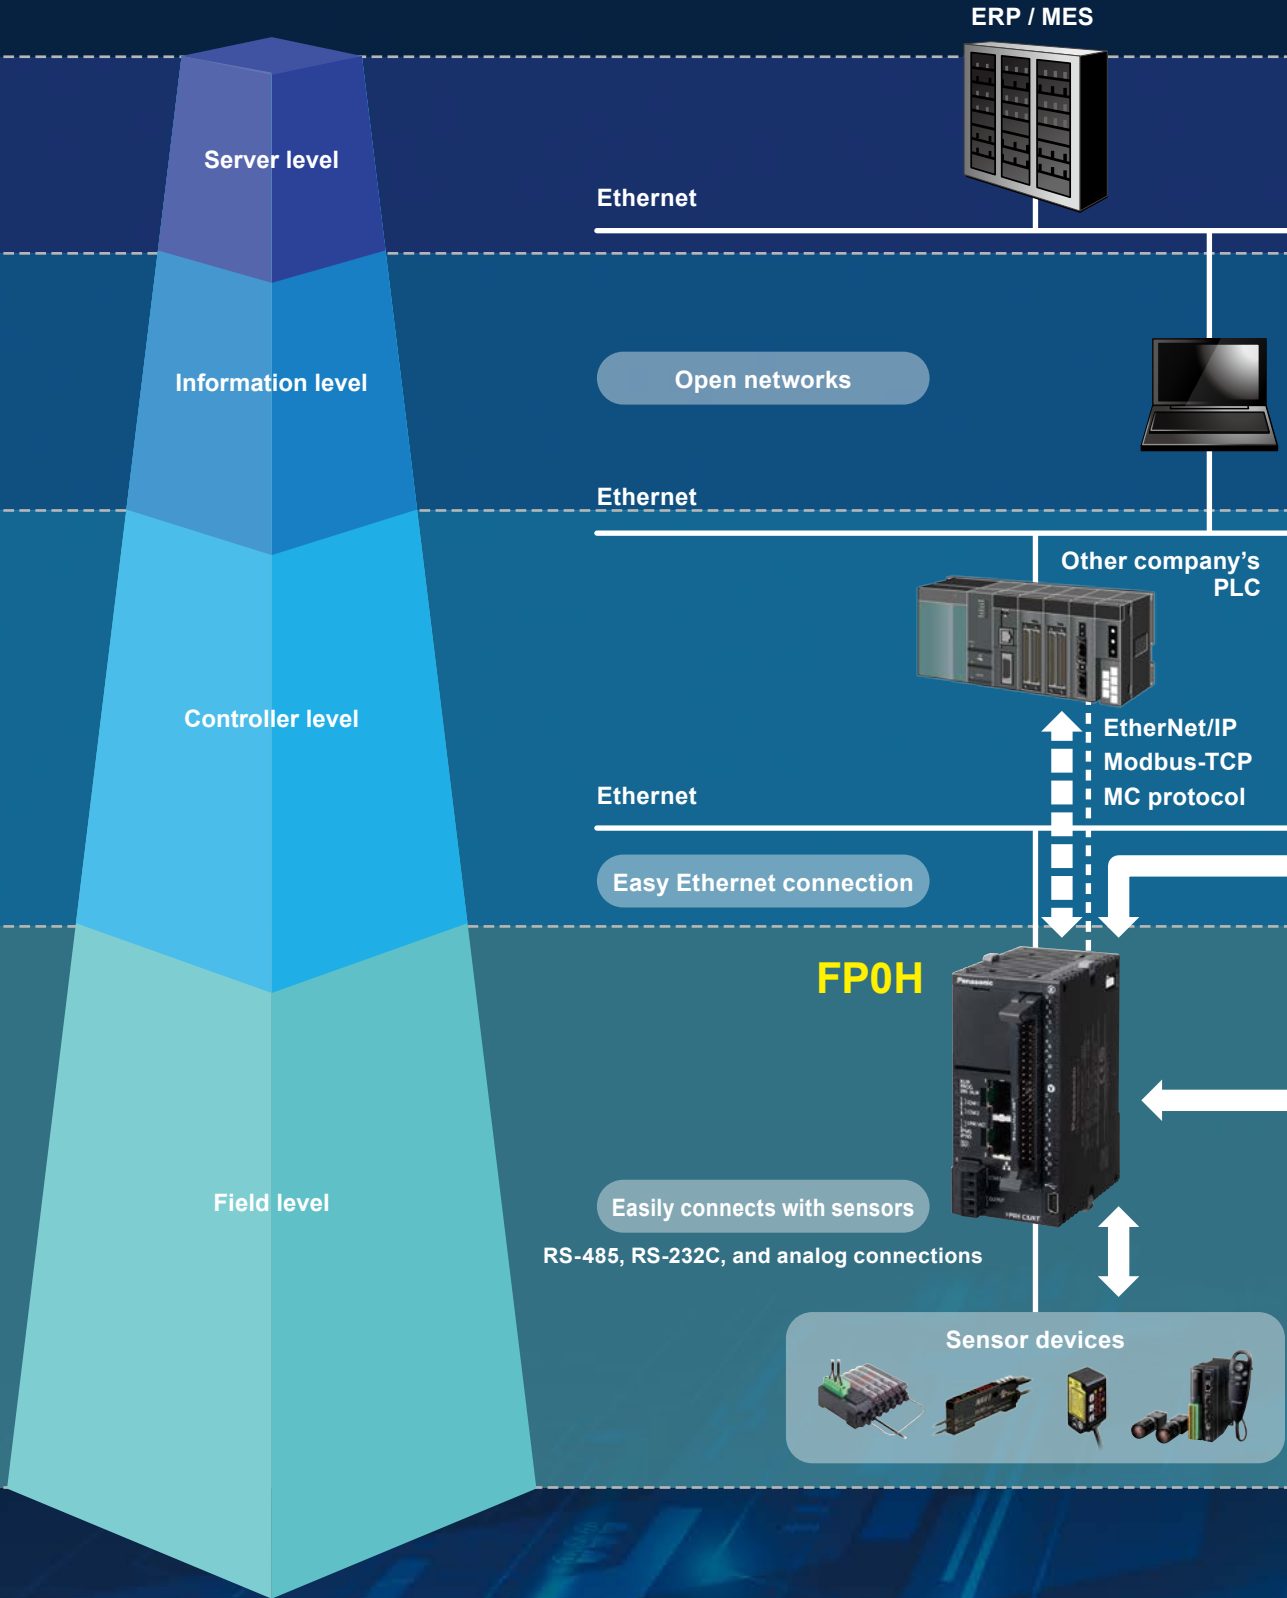 ERP / MES
Server level
Ethernet
Information level
Open networks
Ethernet
Other company’s
PLC
Controller level
EtherNet/IP
Modbus-TCP
MC protocol
Ethernet
Easy Ethernet connection
FP0H
Panasonic
Field level
Easily connects with sensors
RS-485, RS-232C, and analog connections
Sensor devices